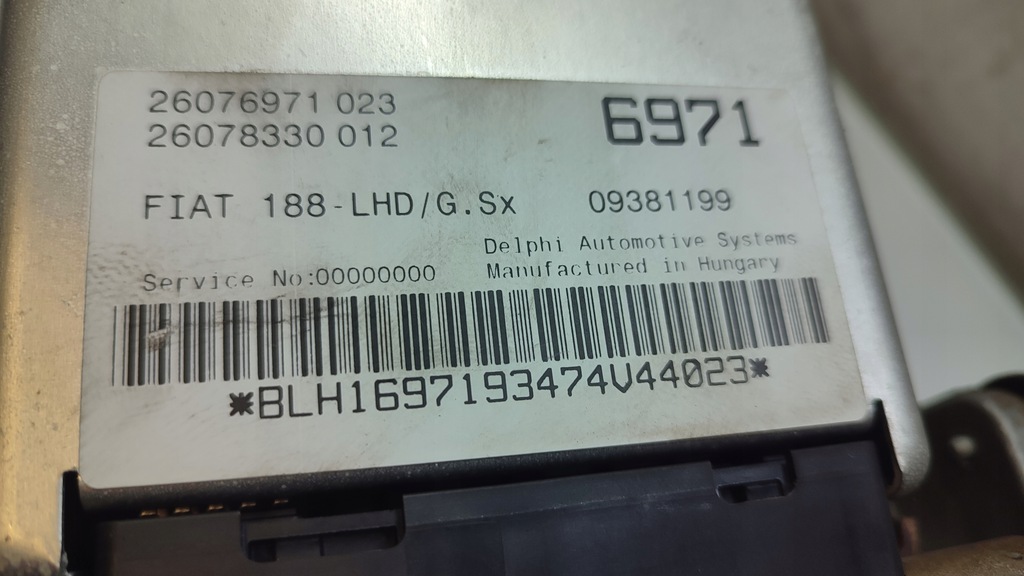 26076971 023
26078330 012
6971
FIAT 188-LHD/G.Sx 09381199
Delphi Automotive Systems
Service No:00000000 Manufactured in Hungary
*BLH1697193474V44023*